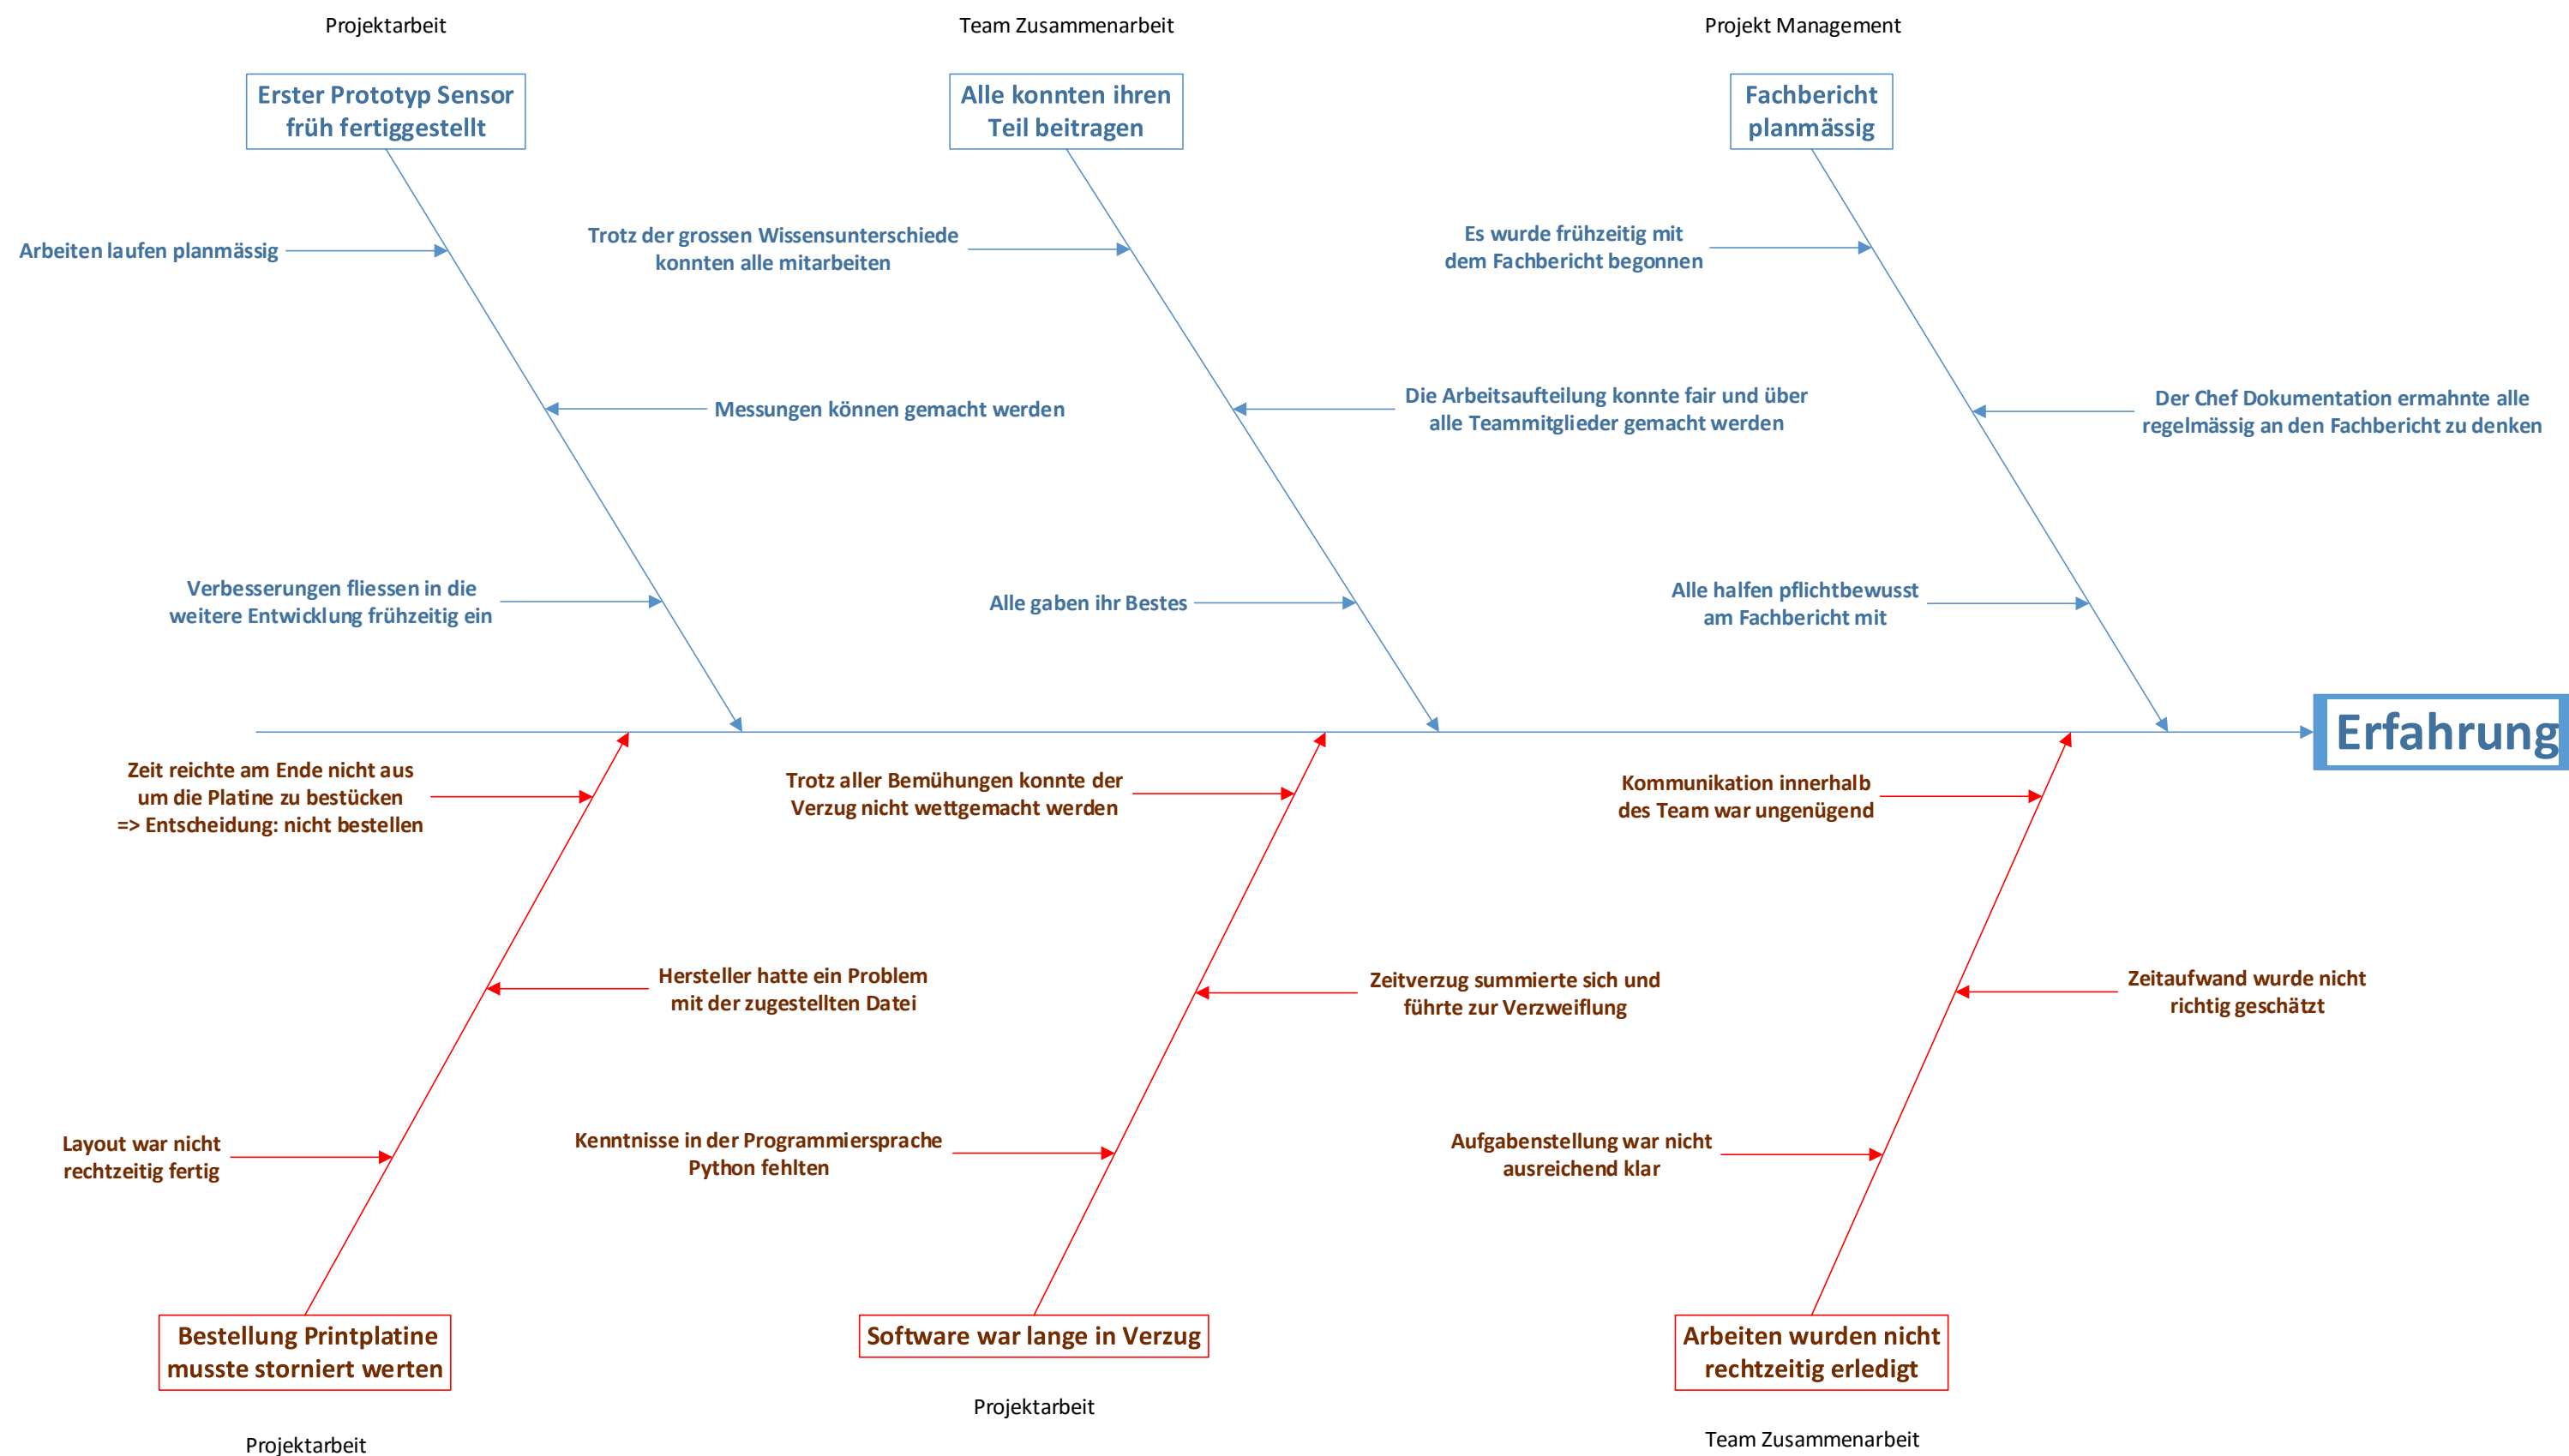 Projektarbeit
Team Zusammenarbeit
Projekt Management
Erster Prototyp Sensor
früh fertiggestellt
Alle konnten ihren
Teil beitragen
Fachbericht
planmässig
Arbeiten laufen planmässig
Trotz der grossen Wissensunterschiede
konnten alle mitarbeiten
Es wurde frühzeitig mit
dem Fachbericht begonnen
Messungen können gemacht werden
Die Arbeitsaufteilung konnte fair und über
alle Teammitglieder gemacht werden
Der Chef Dokumentation ermahnte alle
regelmässig an den Fachbericht zu denken
Verbesserungen fliessen in die
weitere Entwicklung frühzeitig ein
Alle gaben ihr Bestes
Alle halfen pflichtbewusst
am Fachbericht mit
Erfahrung
Zeit reichte am Ende nicht aus
um die Platine zu bestücken
=> Entscheidung: nicht bestellen
Trotz aller Bemühungen konnte der
Verzug nicht wettgemacht werden
Kommunikation innerhalb
des Team war ungenügend
Hersteller hatte ein Problem
mit der zugestellten Datei
Zeitverzug summierte sich und
führte zur Verzweiflung
Zeitaufwand wurde nicht
richtig geschätzt
Layout war nicht
rechtzeitig fertig
Kenntnisse in der Programmiersprache
Python fehlten
Aufgabenstellung war nicht
ausreichend klar
Bestellung Printplatine
musste storniert werten
Software war lange in Verzug
Arbeiten wurden nicht
rechtzeitig erledigt
Projektarbeit
Projektarbeit
Team Zusammenarbeit